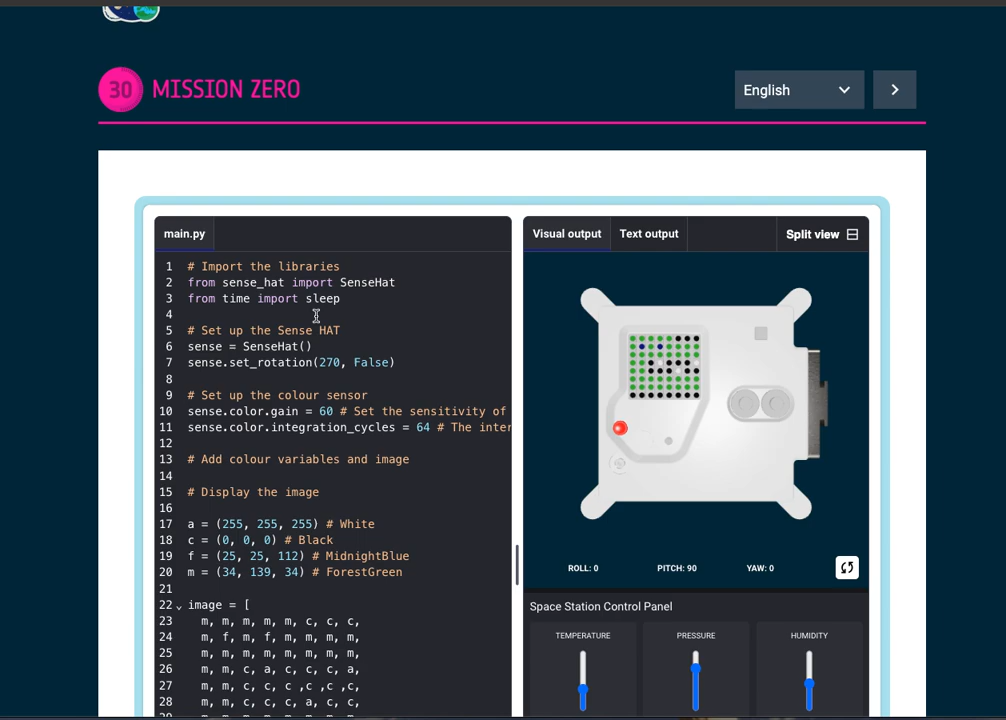 30 MISSION ZERO
English
main.py
Visual output Text output Split view
1 # Import the libraries
2 from sense_hat import SenseHat
3 from time import sleep
4
5 # Set up the Sense HAT
6 sense = SenseHat()
7 sense.set_rotation(270, False)
8
9 # Set up the colour sensor
10 sense.color.gain = 60 # Set the sensitivity of
11 sense.color.integration_cycles = 64 # The inter
12
13 # Add colour variables and image
14
15 # Display the image
16
17 a = (255, 255, 255) # White
18 c = (0, 0, 0) # Black
19 f = (25, 25, 112) # MidnightBlue
20 m = (34, 139, 34) # ForestGreen
21
22 image = [
23 m, m, m, m, m, c, c, c,
24 m, f, m, f, m, m, m, m,
25 m, m, m, m, m, m, m, m,
26 m, m, c, a, c, c, c, a,
27 m, m, c, c, c ,c ,c ,c,
28 m, m, c, c, c, a, c, c,
ROLL: 0 PITCH: 90 YAW: 0
Space Station Control Panel
TEMPERATURE PRESSURE HUMIDITY